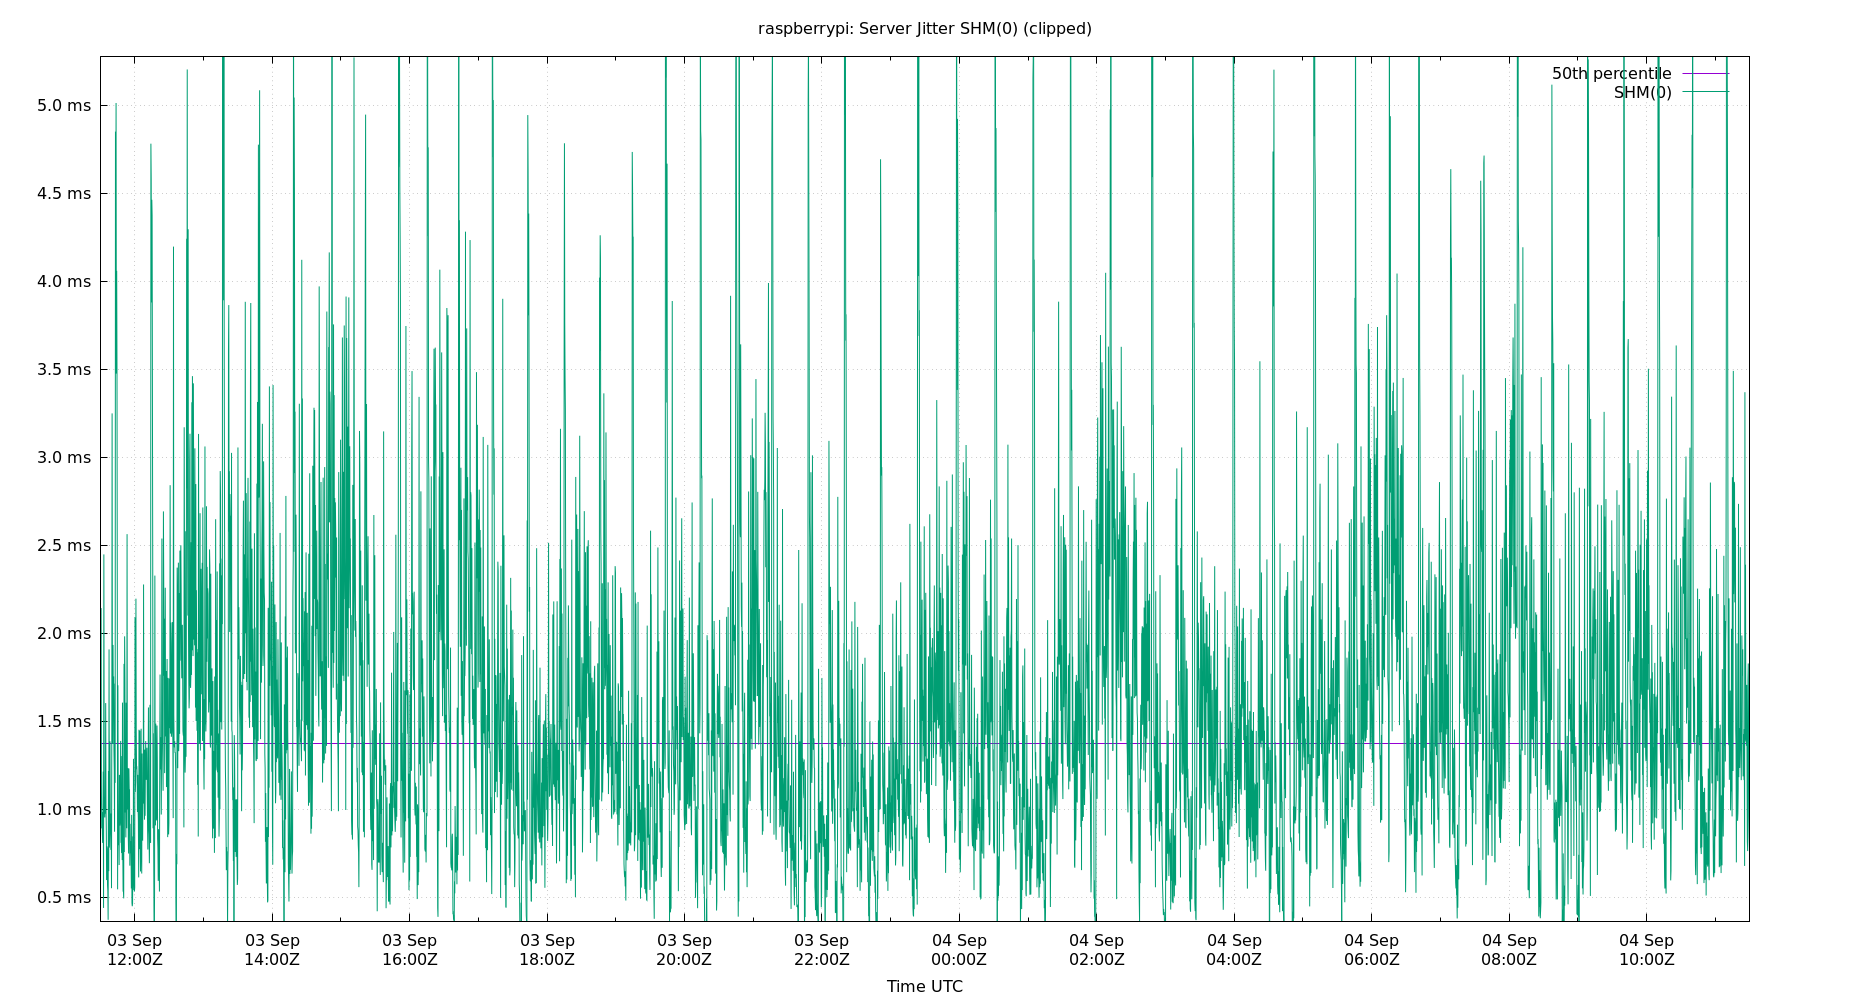 raspberrypi: Server Jitter SHM(0) (clipped)
50th percentile
SHM(0)
5.0 ms
4.5 ms
4.0 ms
3.5 ms
3.0 ms
2.5 ms
2.0 ms
1.5 ms
1.0 ms
0.5 ms
03 Sep 03 Sep 03 Sep 03 Sep 03 Sep 03 Sep 04 Sep 04 Sep 04 Sep 04 Sep 04 Sep 04 Sep
12:00Z 14:00Z 16:00Z 18:00Z 20:00Z 22:00Z 00:00Z 02:00Z 04:00Z 06:00Z 08:00Z 10:00Z
Time UTC